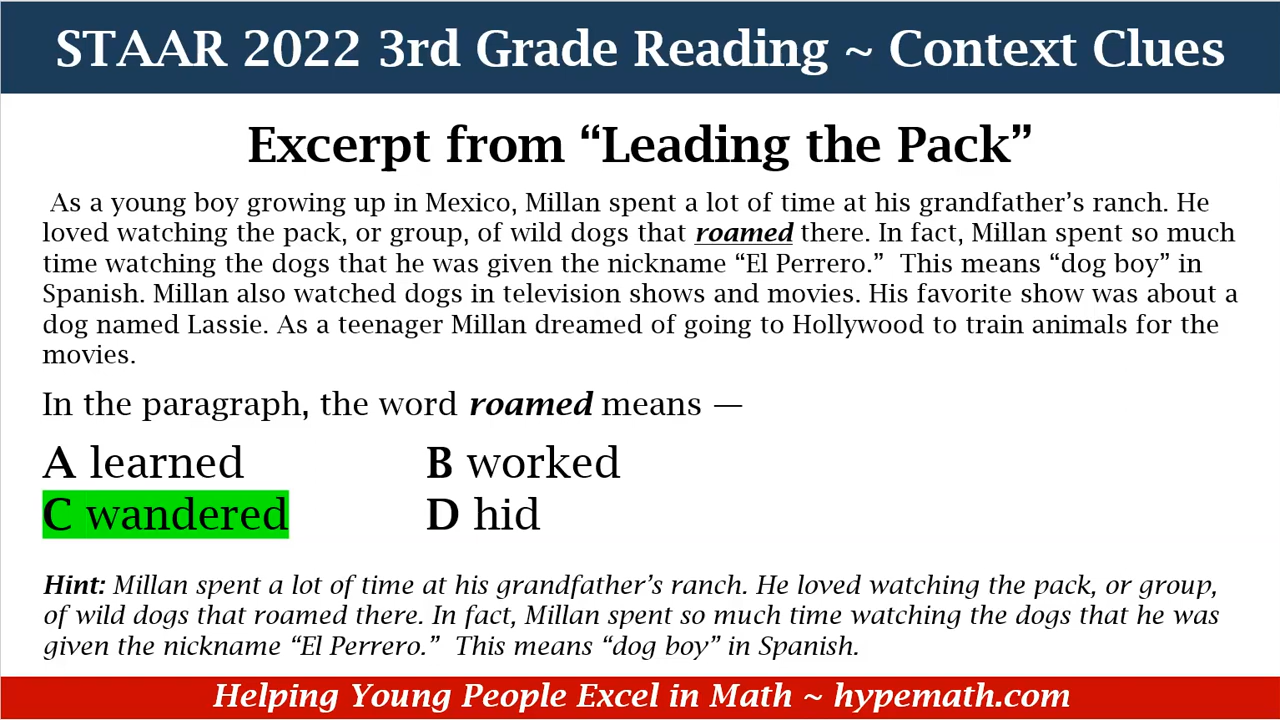 STAAR 2022 3rd Grade Reading ~ Context Clues
Excerpt from “Leading the Pack”
As a young boy growing up in Mexico, Millan spent a lot of time at his grandfather’s ranch. He
loved watching the pack, or group, of wild dogs that roamed there. In fact, Millan spent so much
time watching the dogs that he was given the nickname “El Perrero.”  This means “dog boy” in
Spanish. Millan also watched dogs in television shows and movies. His favorite show was about a
dog named Lassie. As a teenager Millan dreamed of going to Hollywood to train animals for the
movies.
In the paragraph, the word roamed means —
A learned B worked
C wandered D hid
Hint: Millan spent a lot of time at his grandfather’s ranch. He loved watching the pack, or group,
of wild dogs that roamed there. In fact, Millan spent so much time watching the dogs that he was
given the nickname “El Perrero.”  This means “dog boy” in Spanish.
Helping Young People Excel in Math ~ hypemath.com